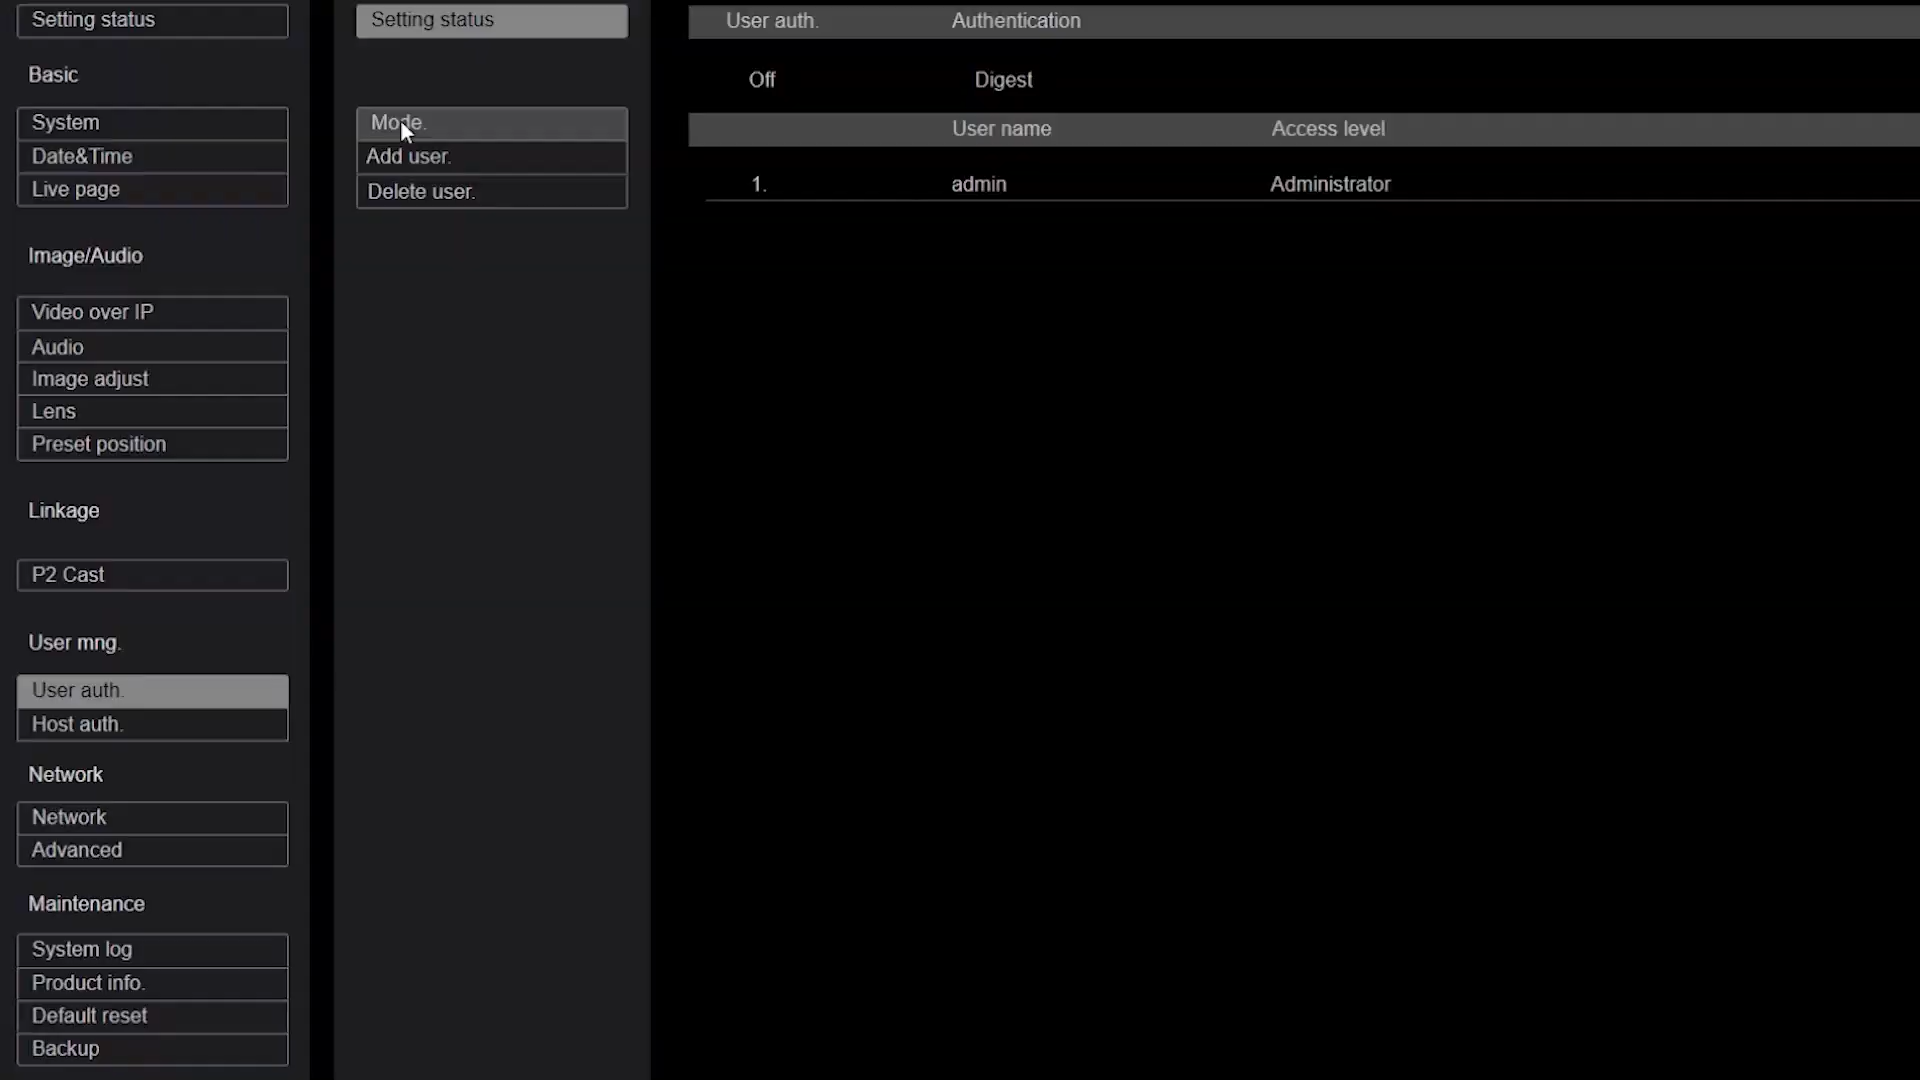 Setting status
Basic
System
Date&Time
Live page
Image/Audio
Video over IP
Audio
Image adjust
Lens
Preset position
Linkage
P2 Cast
User mng.
User auth.
Host auth.
Network
Network
Advanced
Maintenance
System log
Product info.
Default reset
Backup
Setting status
Mode.
Add user.
Delete user.
User auth. Authentication
Off Digest
User name Access level
1. admin Administrator